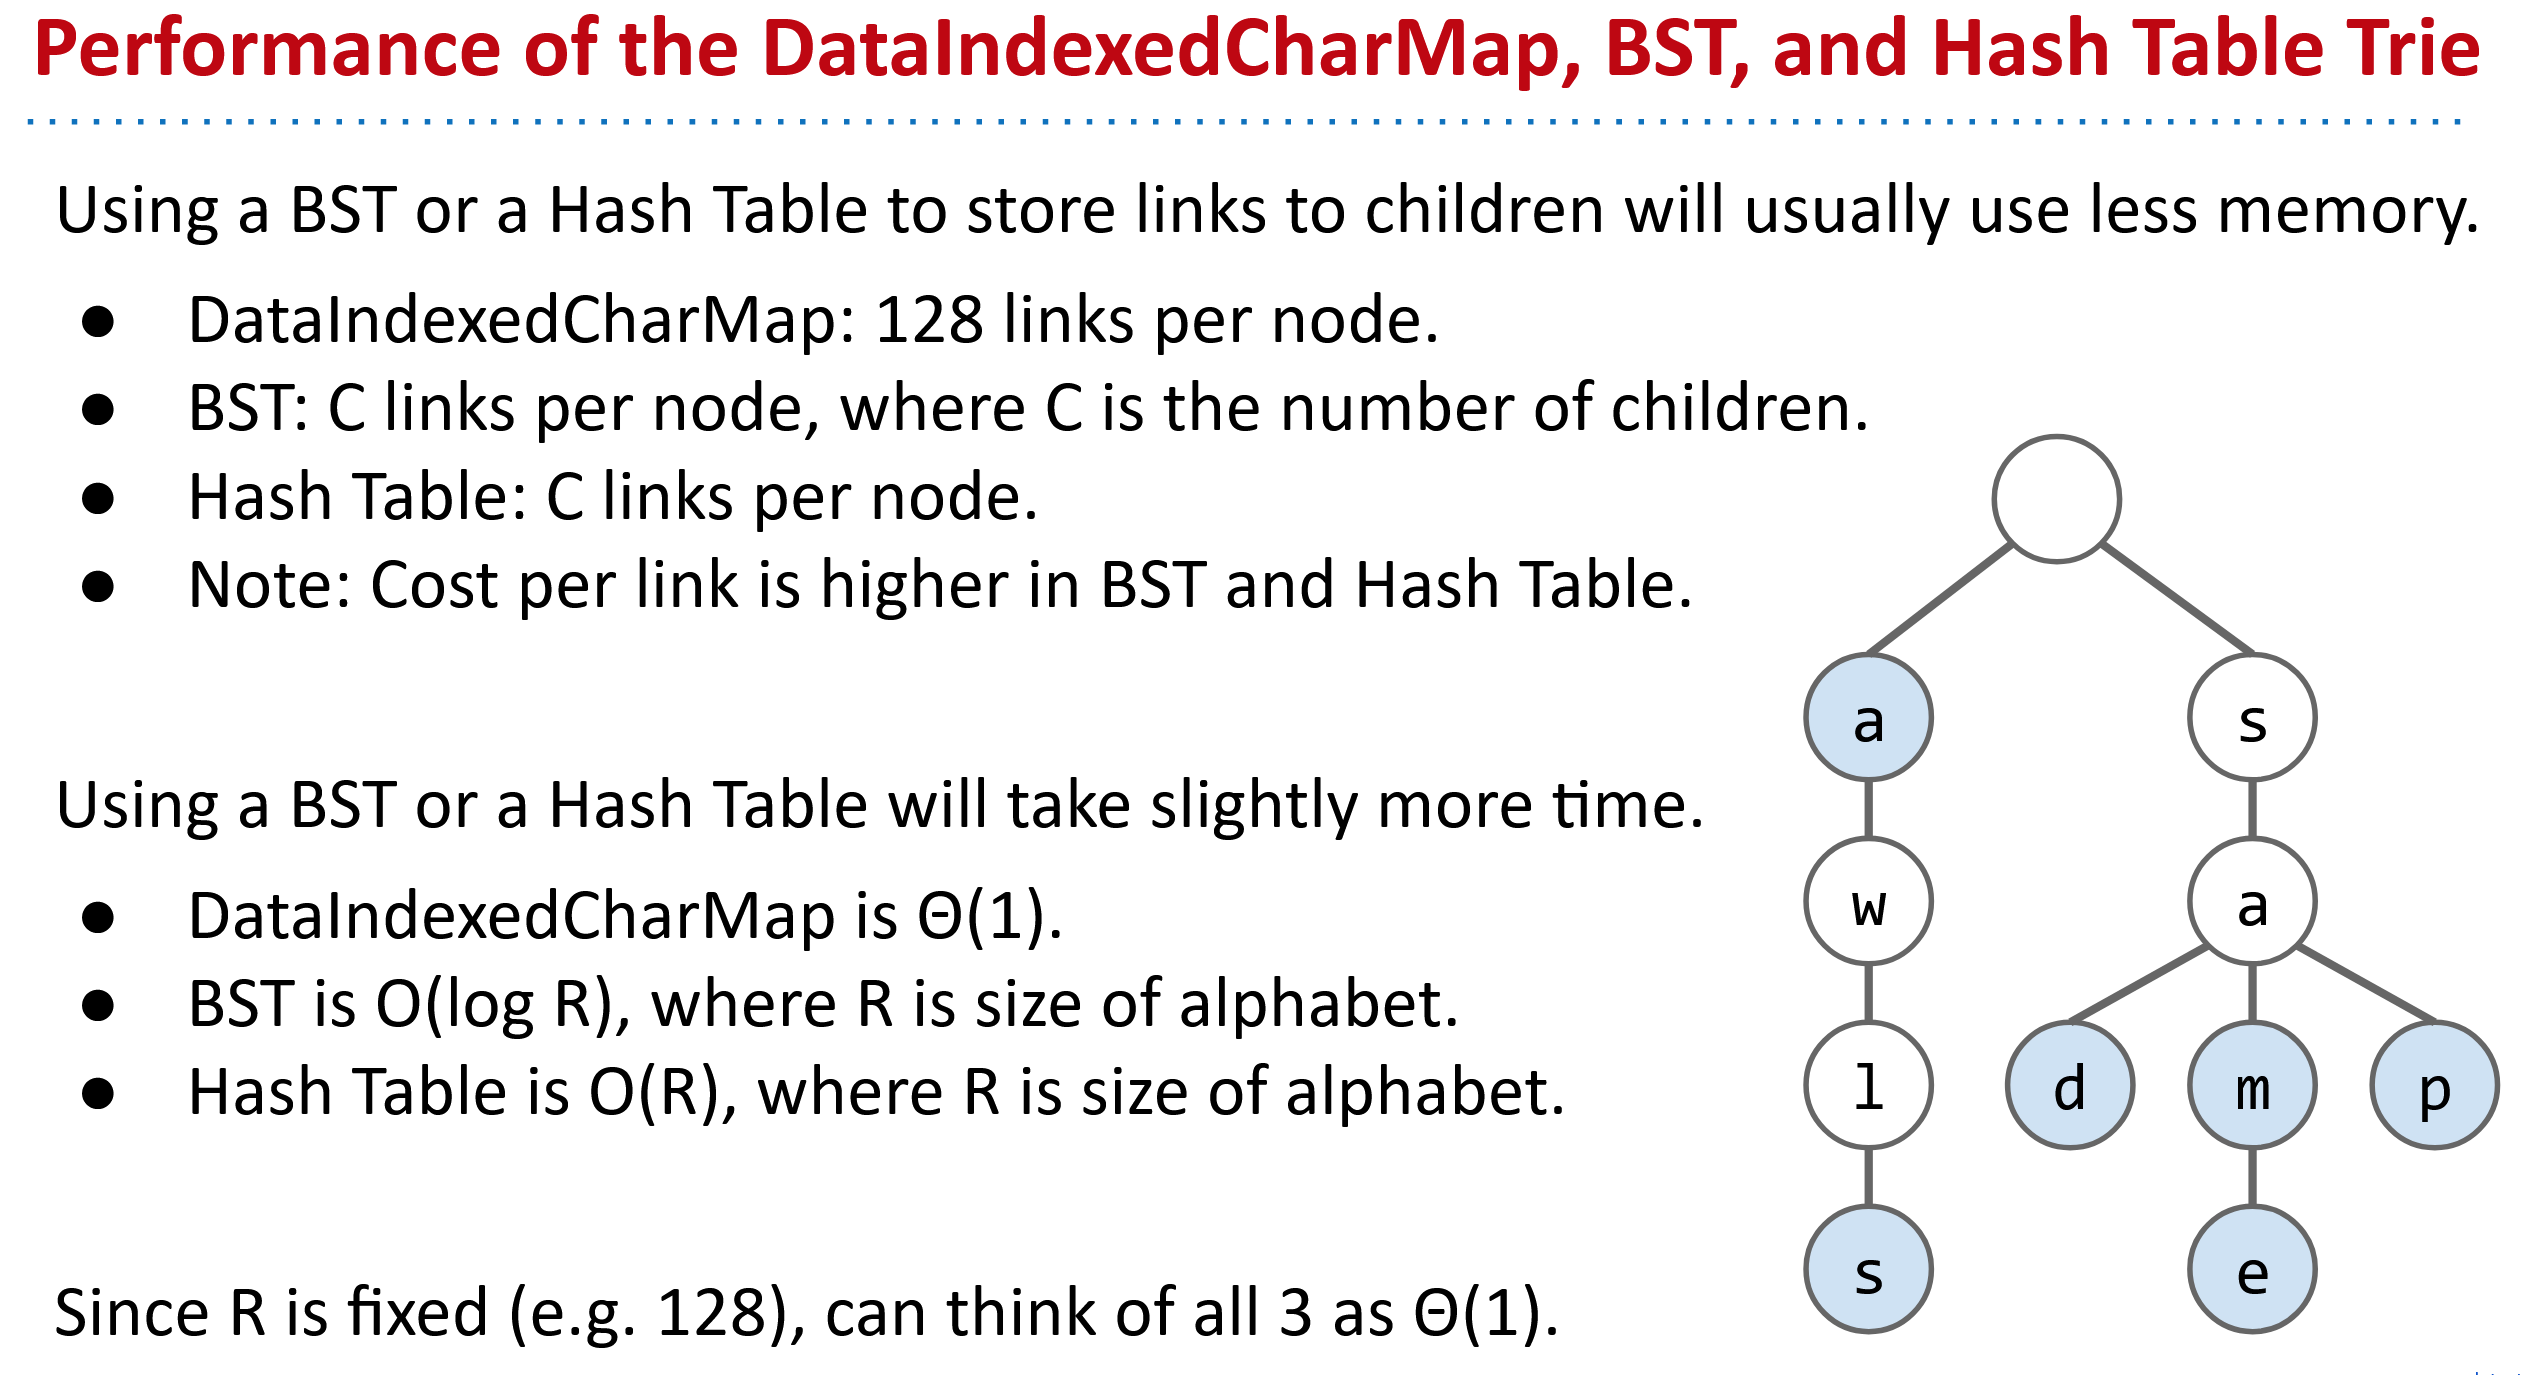 Performance of the DataIndexedCharMap, BST, and Hash Table Trie
Using a BST or a Hash Table to store links to children will usually use less memory.
● DataIndexedCharMap: 128 links per node.
● BST: C links per node, where C is the number of children.
● Hash Table: C links per node.
● Note: Cost per link is higher in BST and Hash Table.
Using a BST or a Hash Table will take slightly more time.
● DataIndexedCharMap is Θ(1).
● BST is O(log R), where R is size of alphabet.
● Hash Table is O(R), where R is size of alphabet.
Since R is fixed (e.g. 128), can think of all 3 as Θ(1).
a s
w a
l d m p
s e